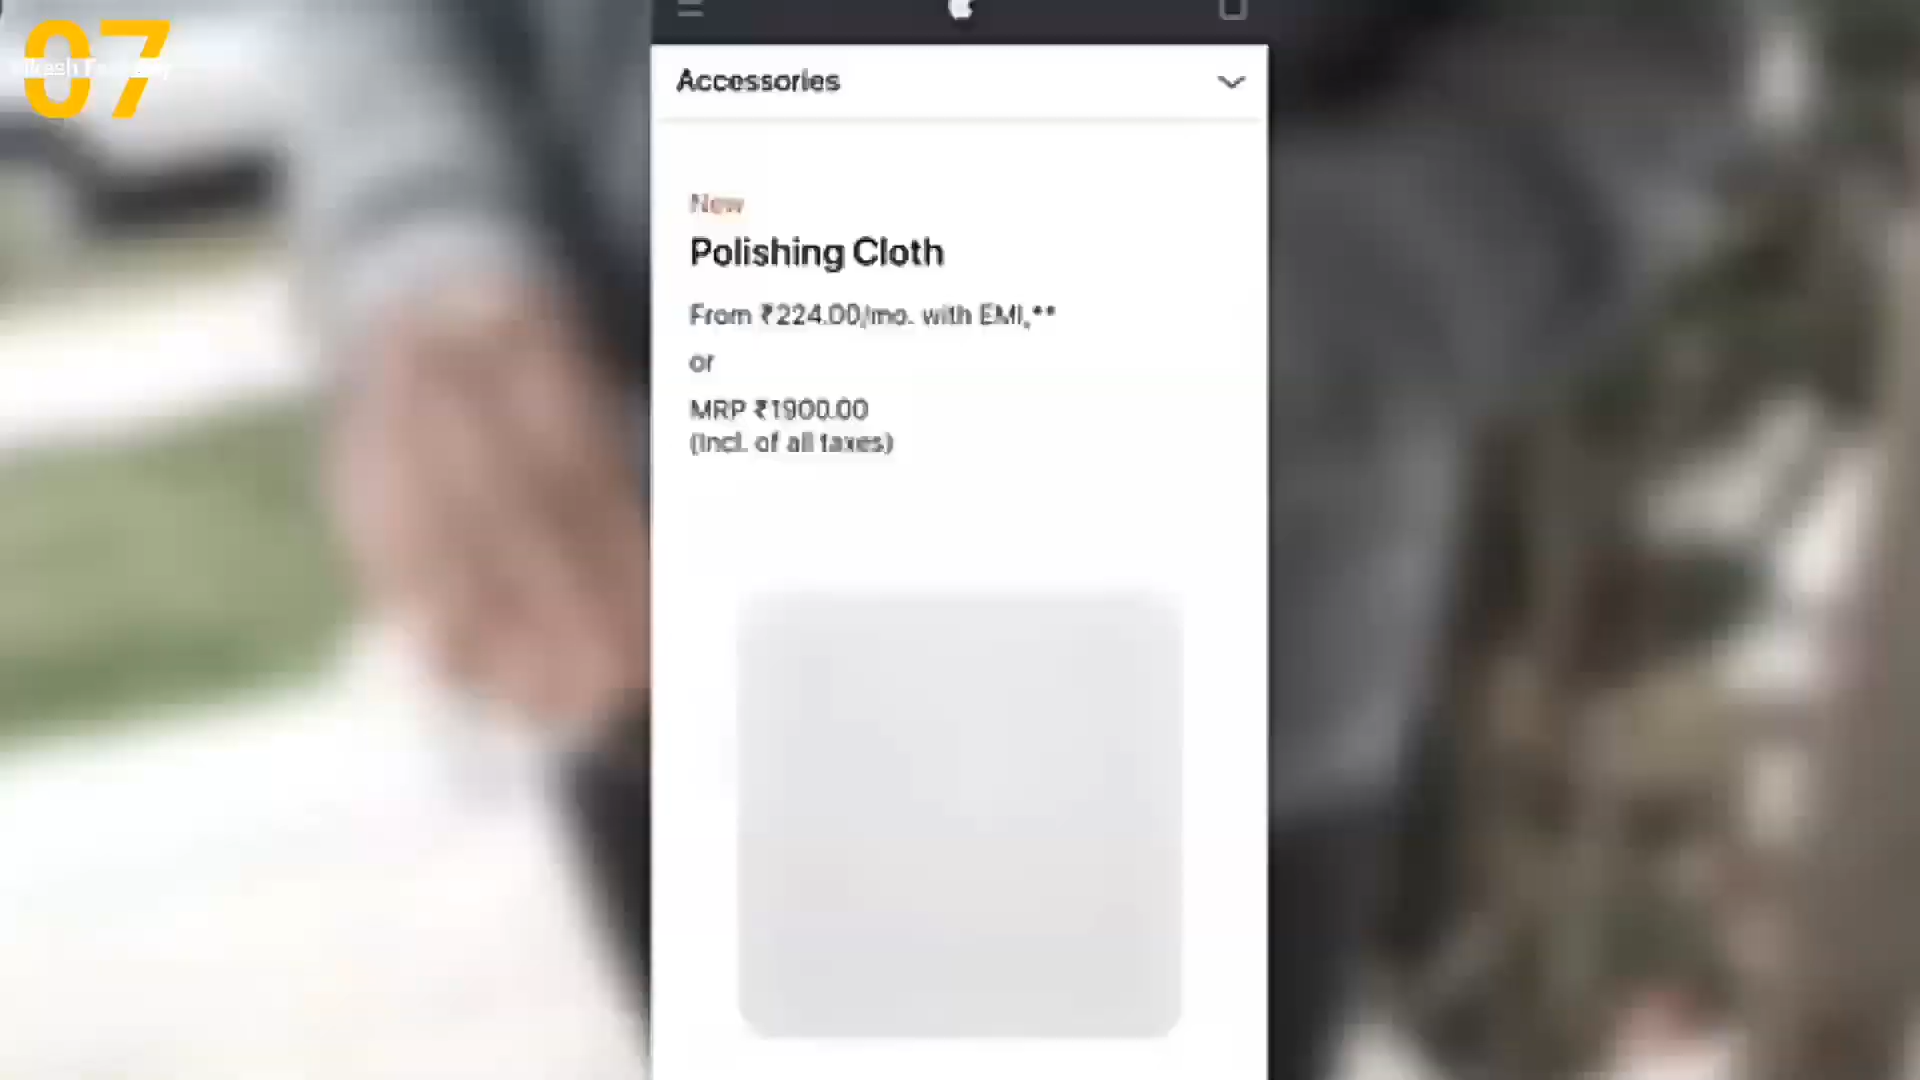 07
Accessories
New
Polishing Cloth
From ₹224.00/mo. with EMI,**
or
MRP ₹1900.00
(Incl. of all taxes)